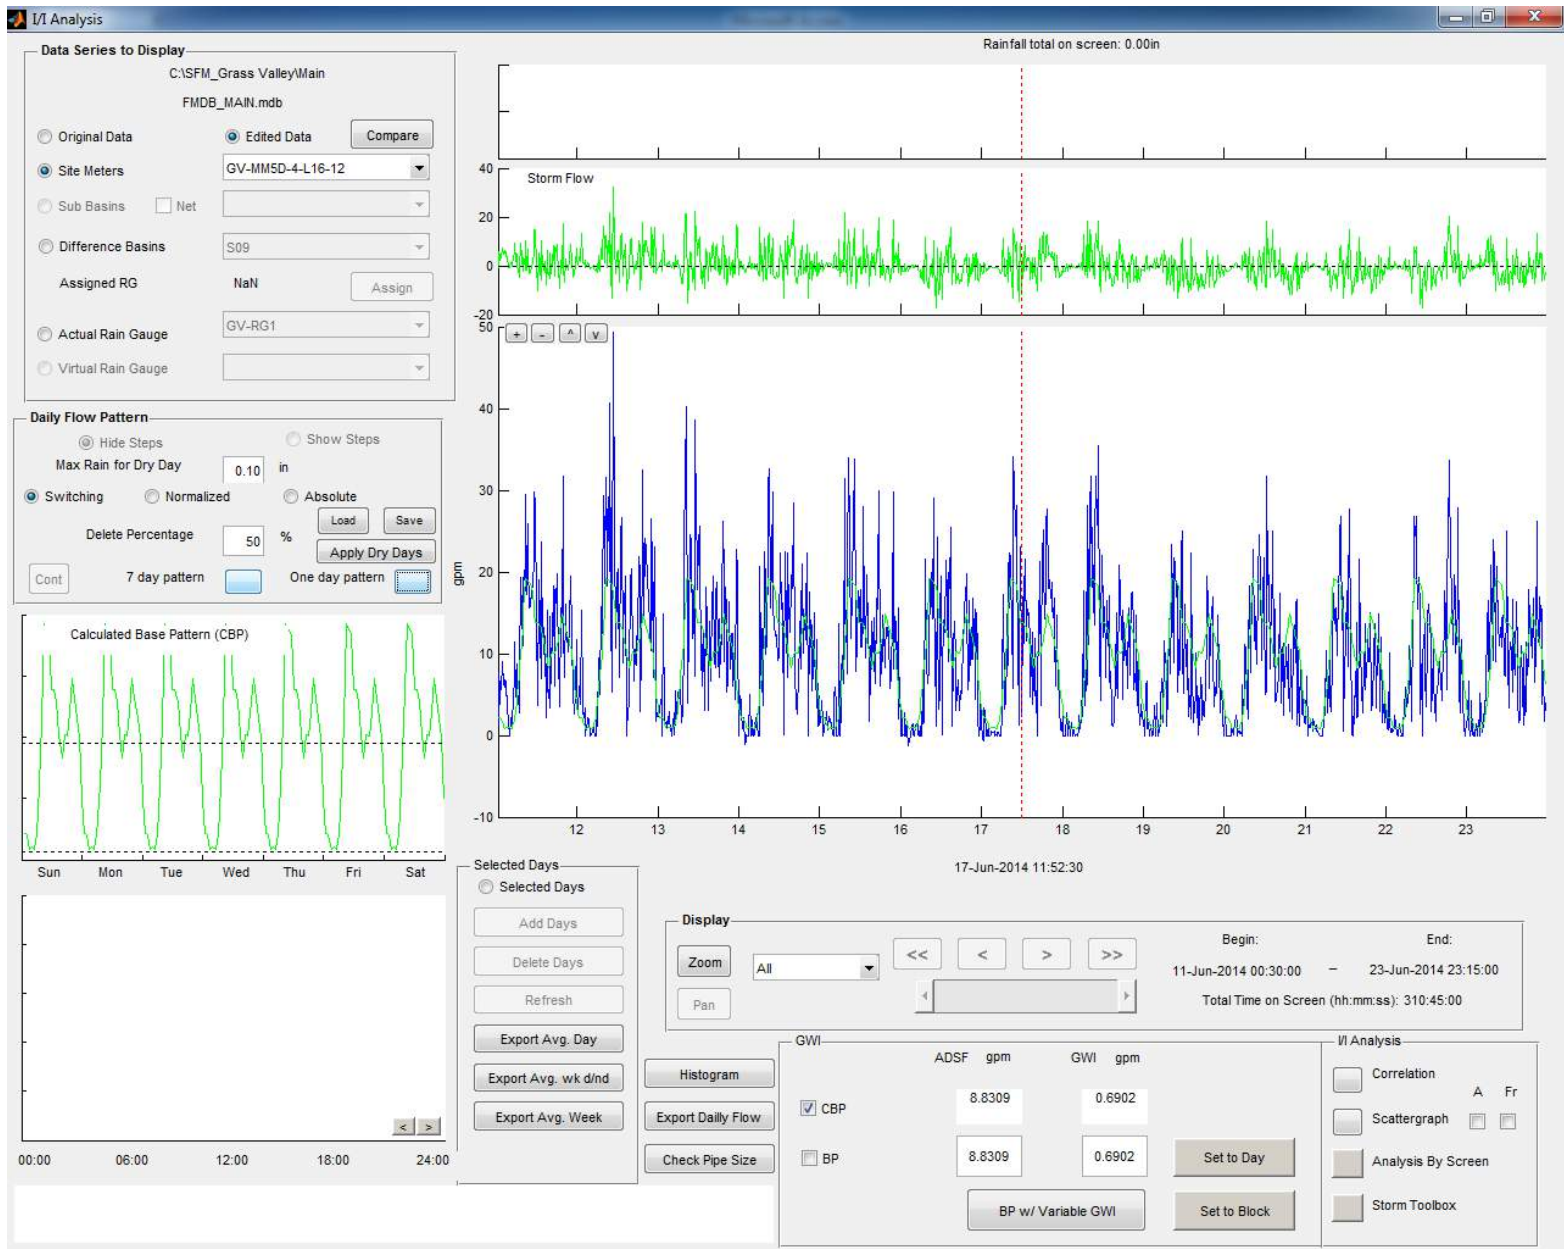 I/I Analysis
Data Series to Display
C:\SFM_Grass Valley\Main
FMDB_MAIN.mdb
Original Data Edited Data Compare
Site Meters GV-MM5D-4-L16-12
Sub Basins Net
Difference Basins S09
Assigned RG NaN Assign
Actual Rain Gauge GV-RG1
Virtual Rain Gauge
Daily Flow Pattern
Hide Steps Show Steps
Max Rain for Dry Day 0.10 in
Switching Normalized Absolute
Load Save
Delete Percentage 50 %
Apply Dry Days
Cont 7 day pattern One day pattern
Calculated Base Pattern (CBP)
Sun Mon Tue Wed Thu Fri Sat
< >
00:00 06:00 12:00 18:00 24:00
Rainfall total on screen: 0.00in
40
Storm Flow
20
0
-20
50
+ - ^ v
40
30
20
gpm
10
0
-10
12 13 14 15 16 17 18 19 20 21 22 23
17-Jun-2014 11:52:30
Selected Days
Selected Days
Add Days
Delete Days
Refresh
Export Avg. Day
Export Avg. wk d/nd
Export Avg. Week
Histogram
Export Dailly Flow
Check Pipe Size
Display
Zoom All << < > >>
Pan
Begin: End:
11-Jun-2014 00:30:00 – 23-Jun-2014 23:15:00
Total Time on Screen (hh:mm:ss): 310:45:00
GWI
ADSF gpm GWI gpm
CBP 8.8309 0.6902
BP 8.8309 0.6902 Set to Day
BP w/ Variable GWI Set to Block
I/I Analysis
Correlation
A Fr
Scattergraph
Analysis By Screen
Storm Toolbox